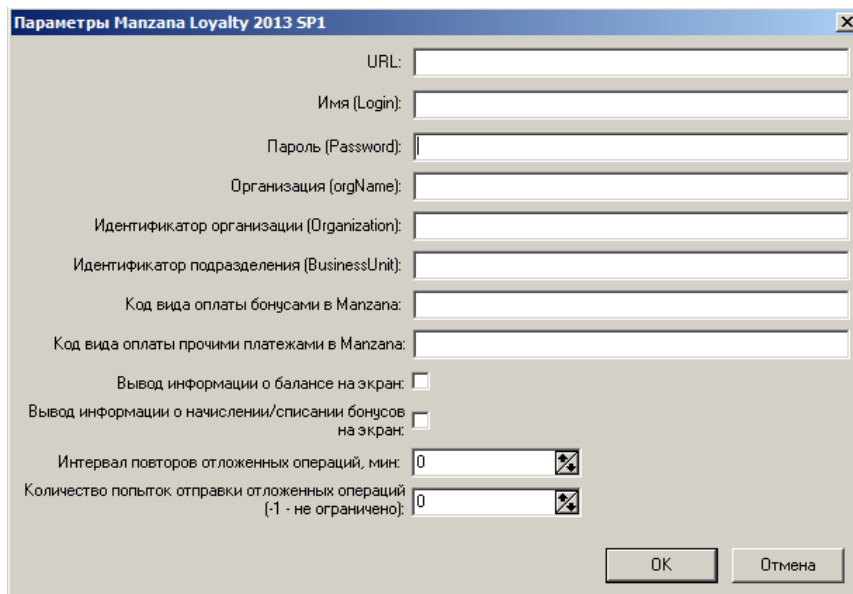 Параметры Manzana Loyalty 2013 SP1
URL:
Имя (Login):
Пароль (Password):
Организация (orgName):
Идентификатор организации (Organization):
Идентификатор подразделения (BusinessUnit):
Код вида оплаты бонусами в Manzana:
Код вида оплаты прочими платежами в Manzana:
Вывод информации о балансе на экран:
Вывод информации о начислении/списании бонусов
на экран:
Интервал повторов отложенных операций, мин: 0
Количество попыток отправки отложенных операций
(-1 - не ограничено): 0
OK Отмена